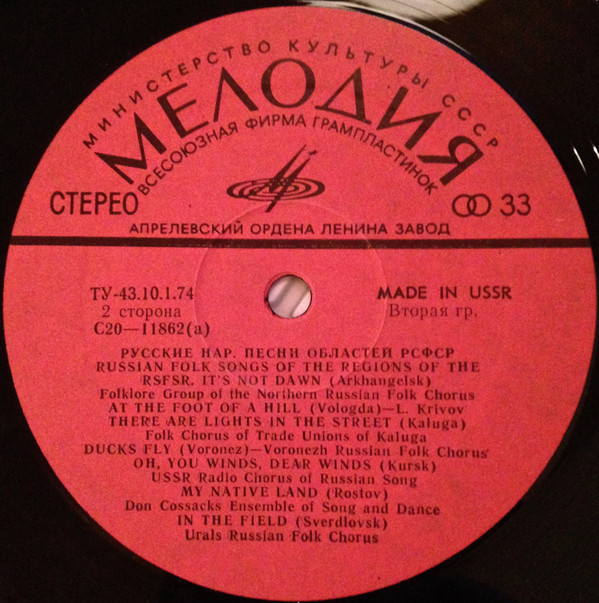 МИНИСТЕРСТВО КУЛЬТУРЫ СССР
МЕЛОДИЯ
ВСЕСОЮЗНАЯ ФИРМА ГРАМПЛАСТИНОК
СТЕРЕО
33
АПРЕЛЕВСКИЙ ОРДЕНА ЛЕНИНА ЗАВОД
ТУ-43.10.1.74
MADE IN USSR
2 сторона
Вторая гр.
С20—11862(а)
РУССКИЕ НАР. ПЕСНИ ОБЛАСТЕЙ РСФСР
RUSSIAN FOLK SONGS OF THE REGIONS OF THE
RSFSR. IT'S NOT DAWN (Arkhangelsk)
Folklore Group of the Northern Russian Folk Chorus
AT THE FOOT OF A HILL (Vologda)—L. Krivov
THERE ARE LIGHTS IN THE STREET (Kaluga)
Folk Chorus of Trade Unions of Kaluga
DUCKS FLY (Voronez)—Voronezh Russian Folk Chorus
OH, YOU WINDS, DEAR WINDS (Kursk)
USSR Radio Chorus of Russian Song
MY NATIVE LAND (Rostov)
Don Cossacks Ensemble of Song and Dance
IN THE FIELD (Sverdlovsk)
Urals Russian Folk Chorus